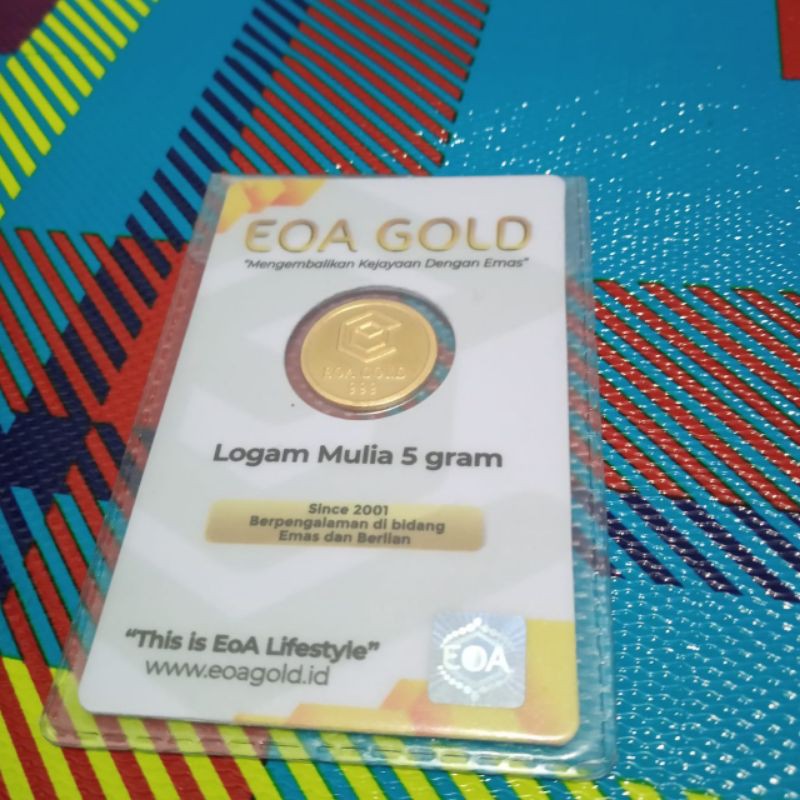 EOA GOLD
"Mengembalikan Kejayaan Dengan Emas"
EOA GOLD
999
Logam Mulia 5 gram
Since 2001
Berpengalaman di bidang
Emas dan Berlian
"This is EoA Lifestyle"
www.eoagold.id
EOA